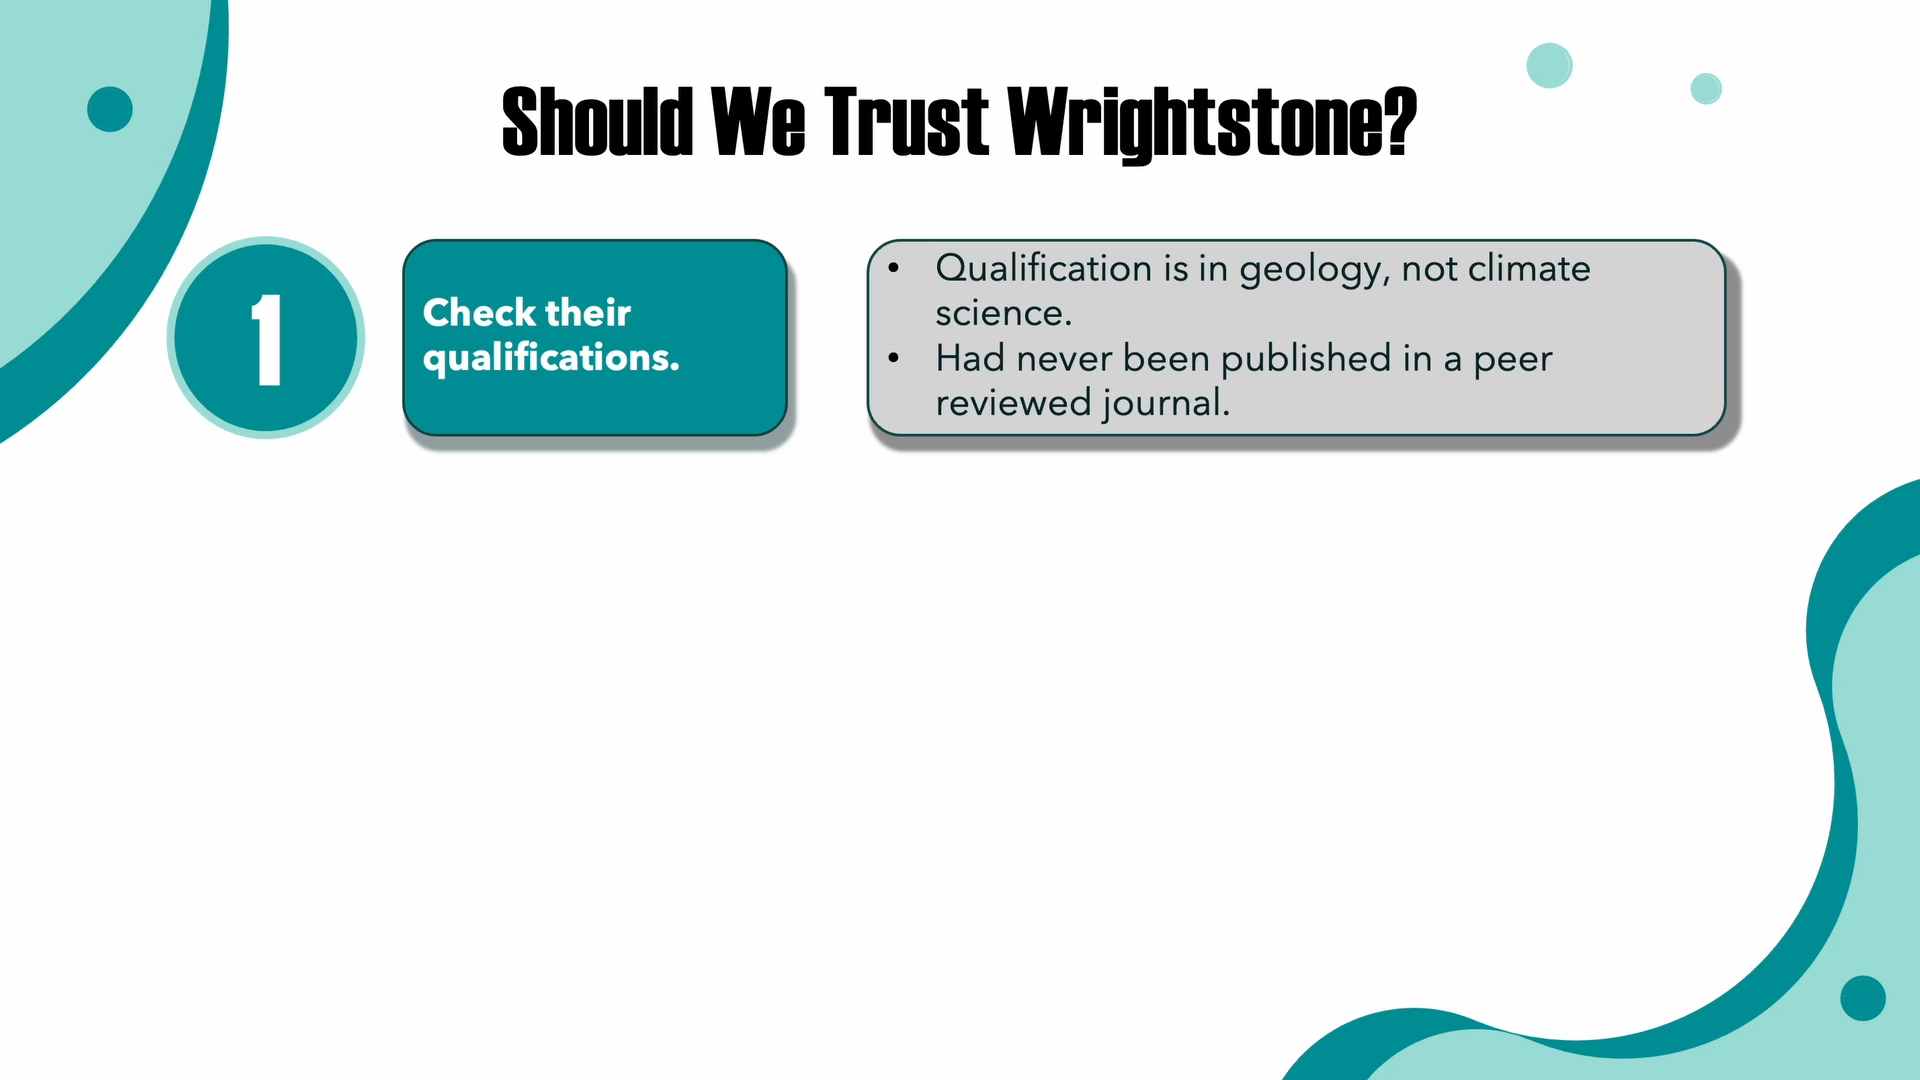 Should We Trust Wrightstone?
1
Check their
qualifications.
• Qualification is in geology, not climate
science.
• Had never been published in a peer
reviewed journal.